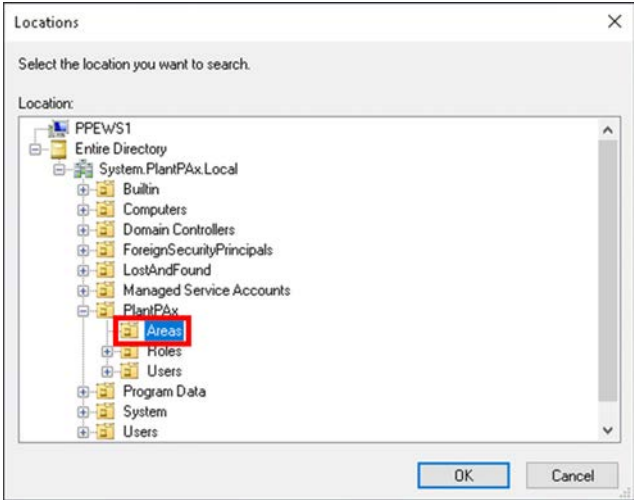 Locations
Select the location you want to search.
Location:
PPEWS1
Entire Directory
System.PlantPAx.Local
Builtin
Computers
Domain Controllers
ForeignSecurityPrincipals
LostAndFound
Managed Service Accounts
PlantPAx
Areas
Roles
Users
Program Data
System
Users
OK Cancel